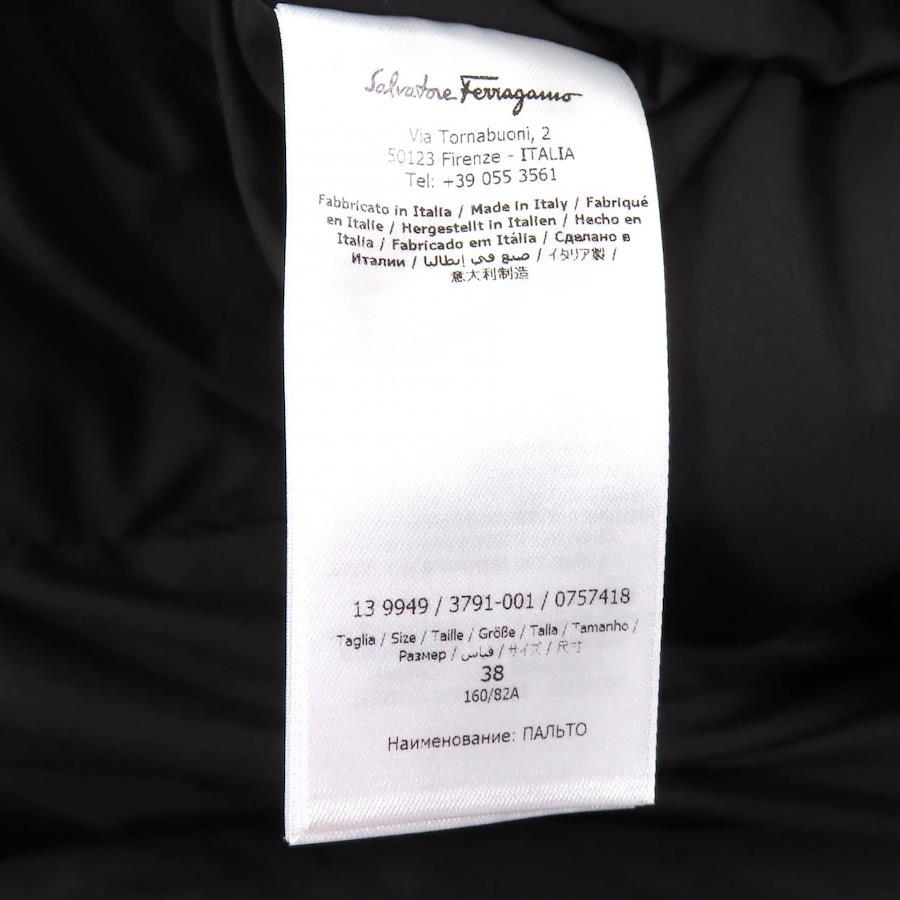 Salvatore Ferragamo
Via Tornabuoni, 2
50123 Firenze - ITALIA
Tel: +39 055 3561
Fabbricato in Italia / Made in Italy / Fabriqué
en Italie / Hergestellt in Italien / Hecho en
Italia / Fabricado em Itália / Сделано в
Италии / صنع في إيطاليا / イタリア製 /
意大利制造
13 9949 / 3791-001 / 0757418
Taglia / Size / Taille / Größe / Talla / Tamanho /
Размер / قياس / サイズ / 尺寸
38
160/82A
Наименование: ПАЛЬТО